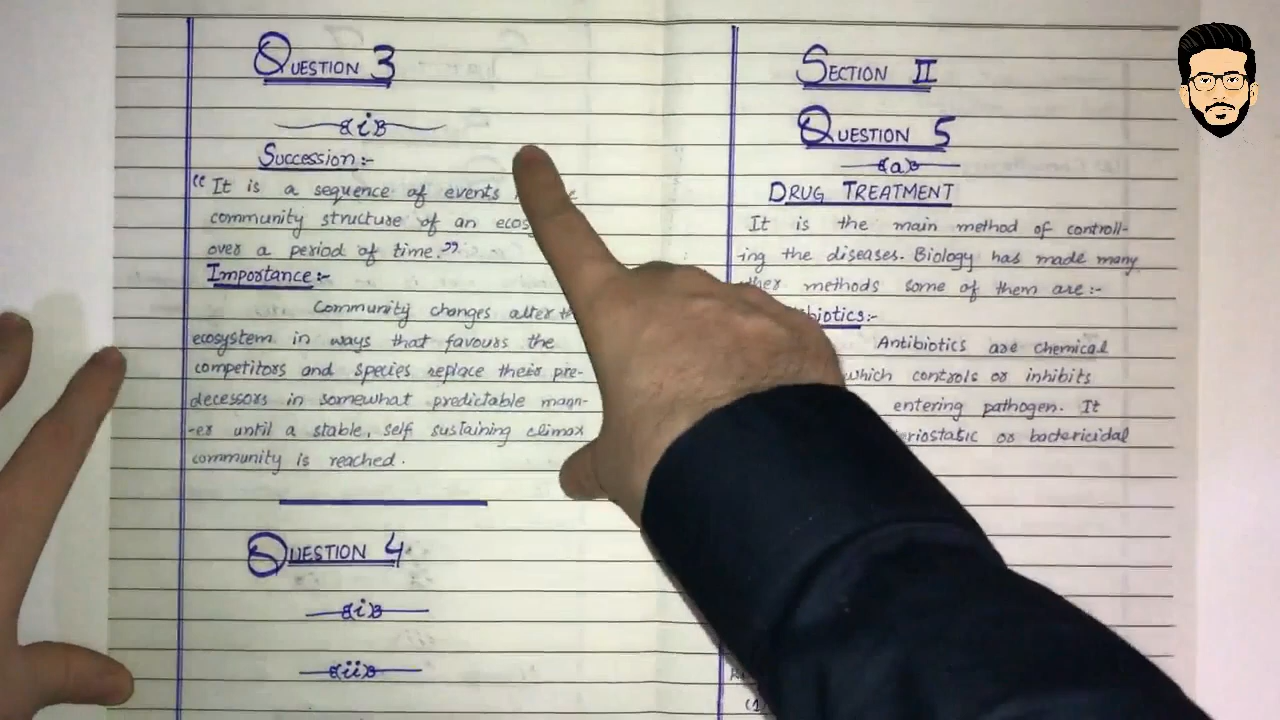 QUESTION 3
(i)
Succession:-
“ It is a sequence of events
community structure of an
over a period of time.”
Importance:-
Community changes alter
ecosystem in ways that favours the
competitors and species replace their pre-
decessors in somewhat predictable mann-
-er until a stable, self sustaining climax
community is reached.
QUESTION 4
(i)
(ii)
SECTION II
QUESTION 5
(a)
DRUG TREATMENT
It is the main method of controll-
ing the diseases. Biology has made many
methods some of them are:-
Antibiotics are chemical
which controls or inhibits
entering pathogen. It
or bactericidal
(1)